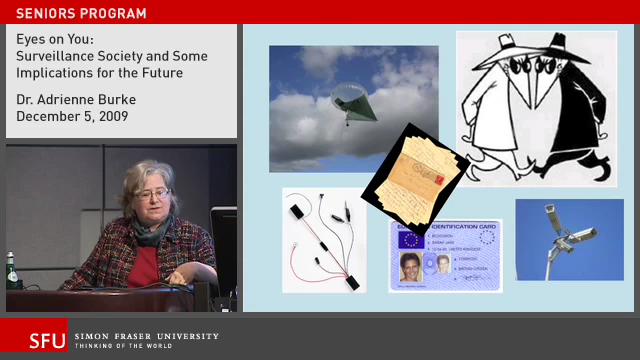 SENIORS PROGRAM
Eyes on You:
Surveillance Society and Some
Implications for the Future
Dr. Adrienne Burke
December 5, 2009
IDENTIFICATION CARD
SFU
SIMON FRASER UNIVERSITY
THINKING OF THE WORLD